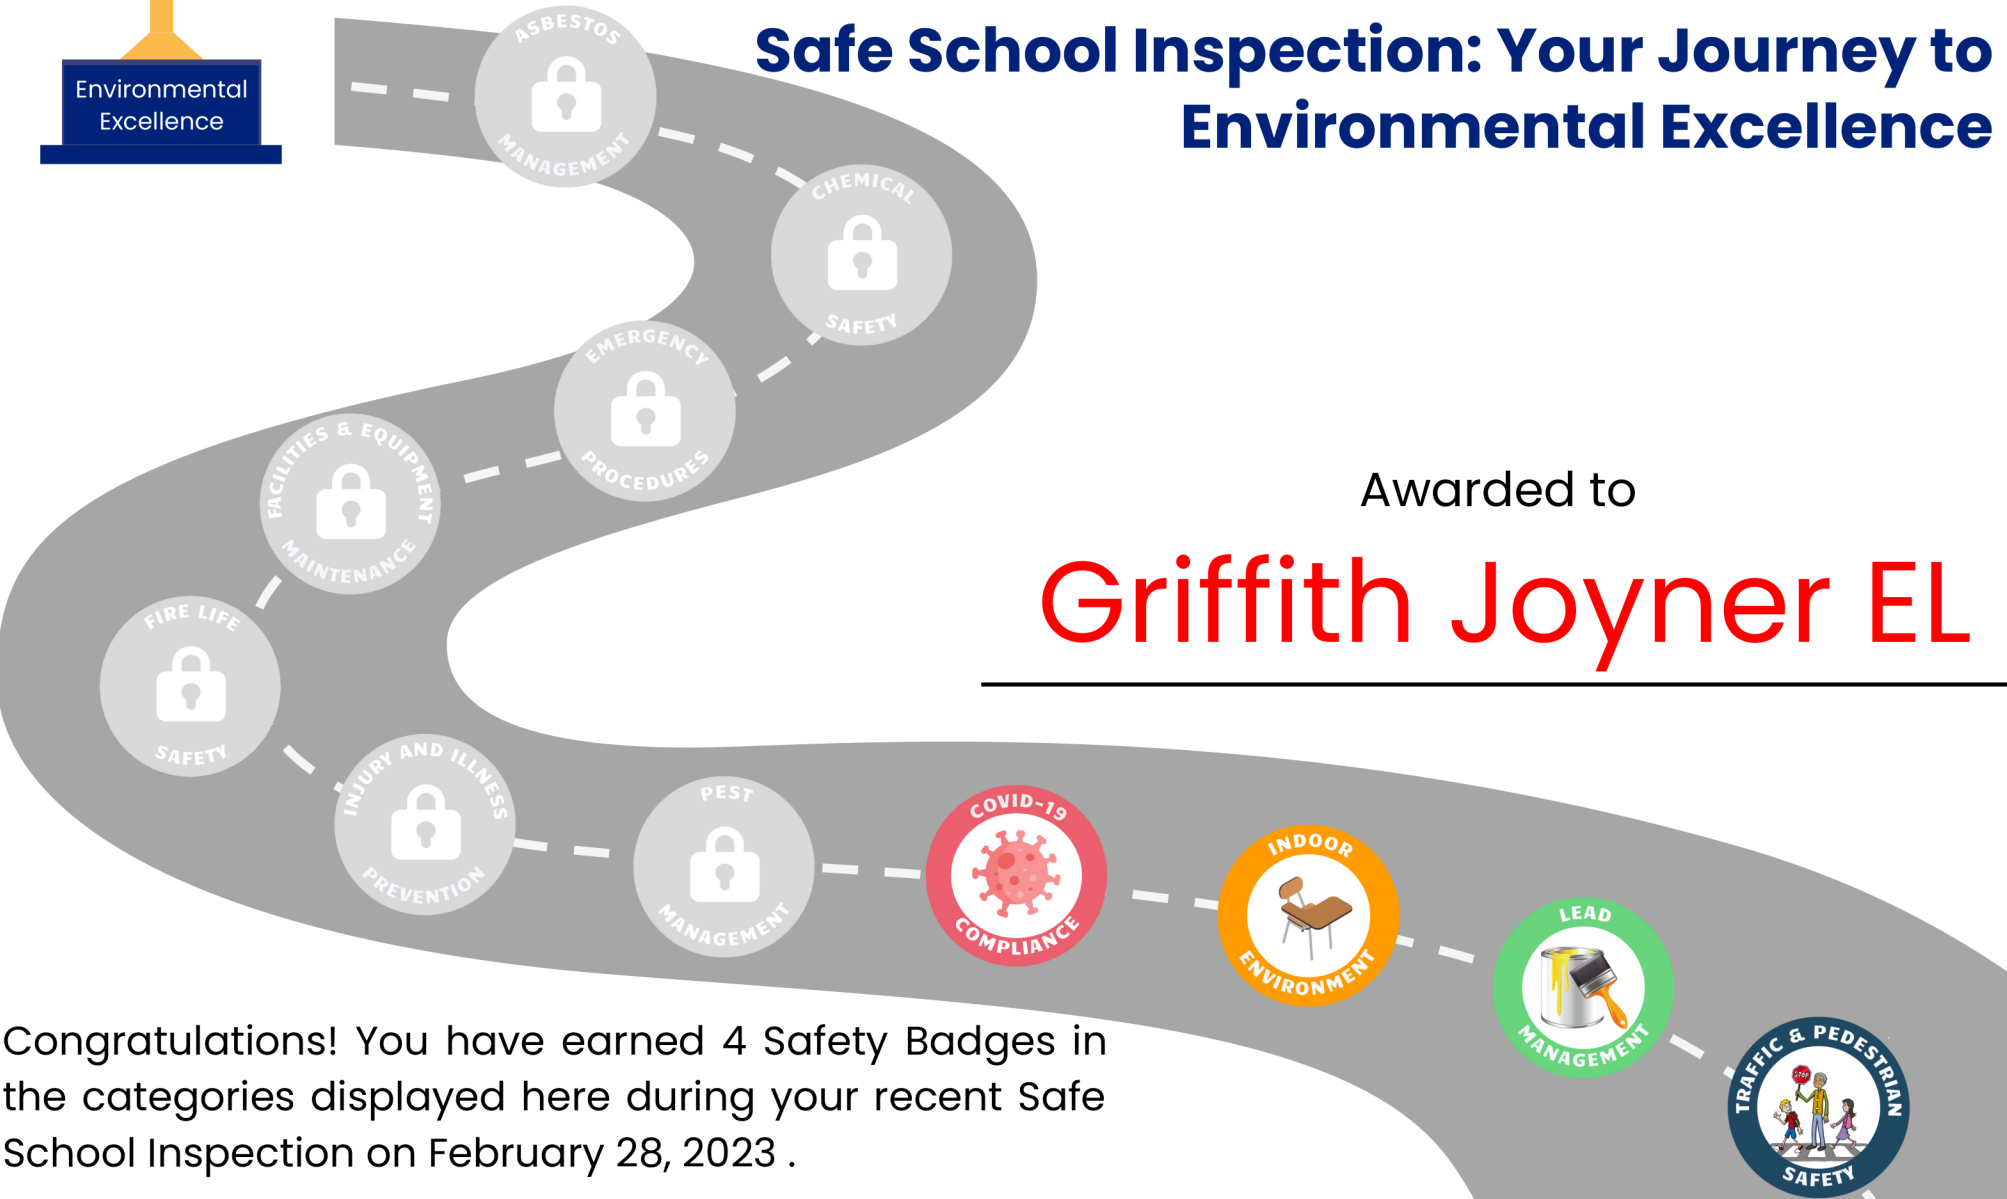 Environmental
Excellence
Safe School Inspection: Your Journey to
Environmental Excellence
ASBESTOS
MANAGEMENT
CHEMICAL
SAFETY
EMERGENCY
PROCEDURES
FACILITIES & EQUIPMENT
MAINTENANCE
FIRE LIFE
SAFETY
INJURY AND ILLNESS
PREVENTION
PEST
MANAGEMENT
COVID-19
COMPLIANCE
INDOOR
ENVIRONMENT
LEAD
MANAGEMENT
TRAFFIC & PEDESTRIAN
STOP
SAFETY
Awarded to
Griffith Joyner EL
Congratulations! You have earned 4 Safety Badges in
the categories displayed here during your recent Safe
School Inspection on February 28, 2023 .